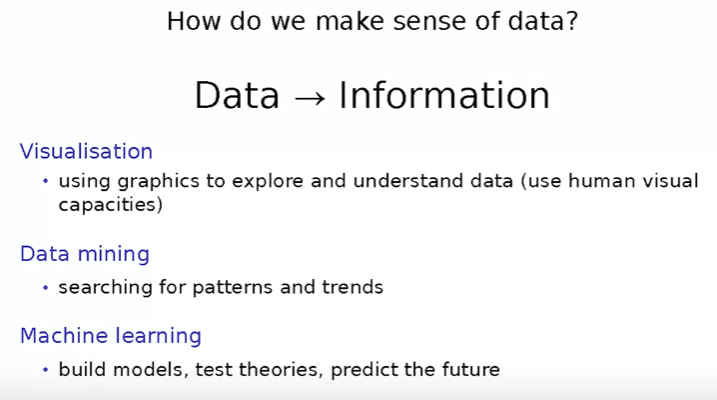 How do we make sense of data?
Data → Information
Visualisation
• using graphics to explore and understand data (use human visual
capacities)
Data mining
• searching for patterns and trends
Machine learning
• build models, test theories, predict the future